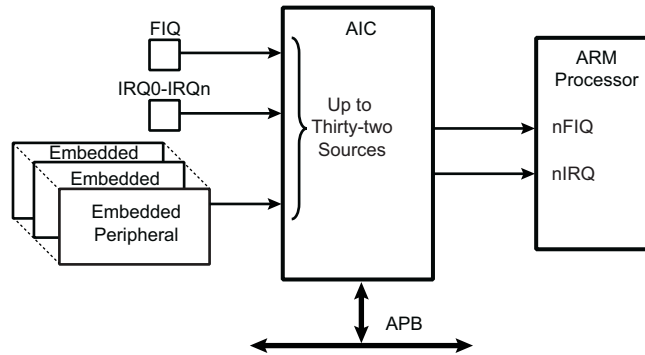 FIQ
IRQ0-IRQn
Embedded
Embedded
Embedded
Peripheral
AIC
Up to
Thirty-two
Sources
ARM
Processor
nFIQ
nIRQ
APB